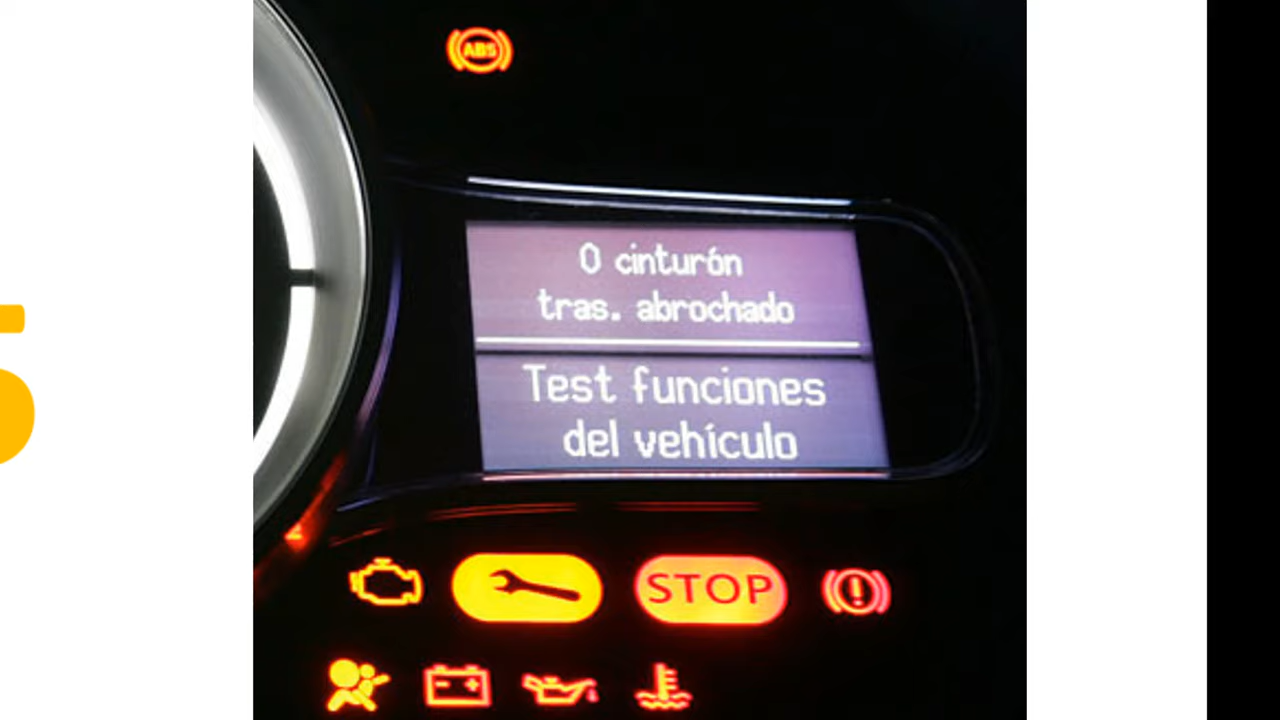 ABS
0 cinturón
tras. abrochado
Test funciones
del vehículo
STOP